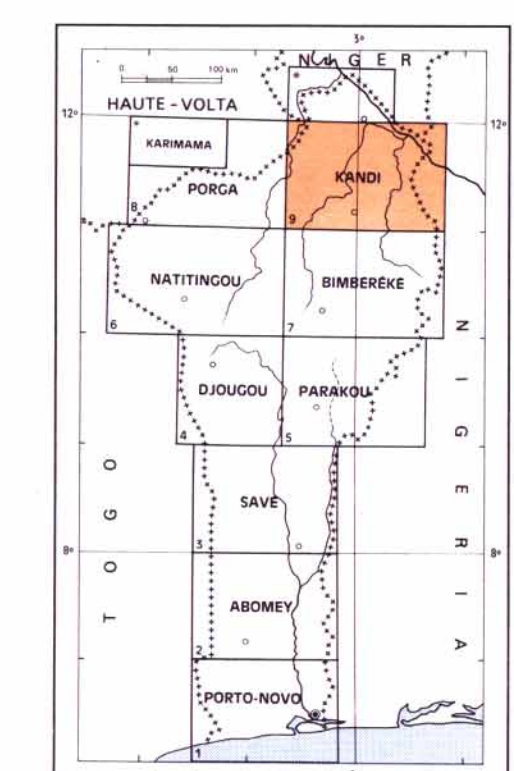 3°
NIGER
0 50 100 km
HAUTE-VOLTA
12°
12°
KARIMAMA
KANDI
PORGA
8
9
NATITINGOU
BIMBEREKE
6
7
NIGERIA
DJOUGOU
PARAKOU
4
5
TOGO
SAVE
3
8°
8°
ABOMEY
2
PORTO-NOVO
1